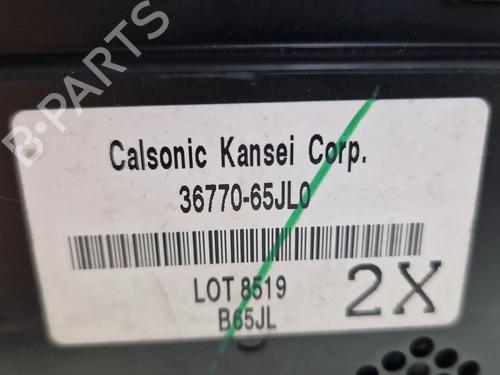 B-PARTS
Calsonic Kansei Corp.
36770-65JL0
LOT 8519
2X
B65JL